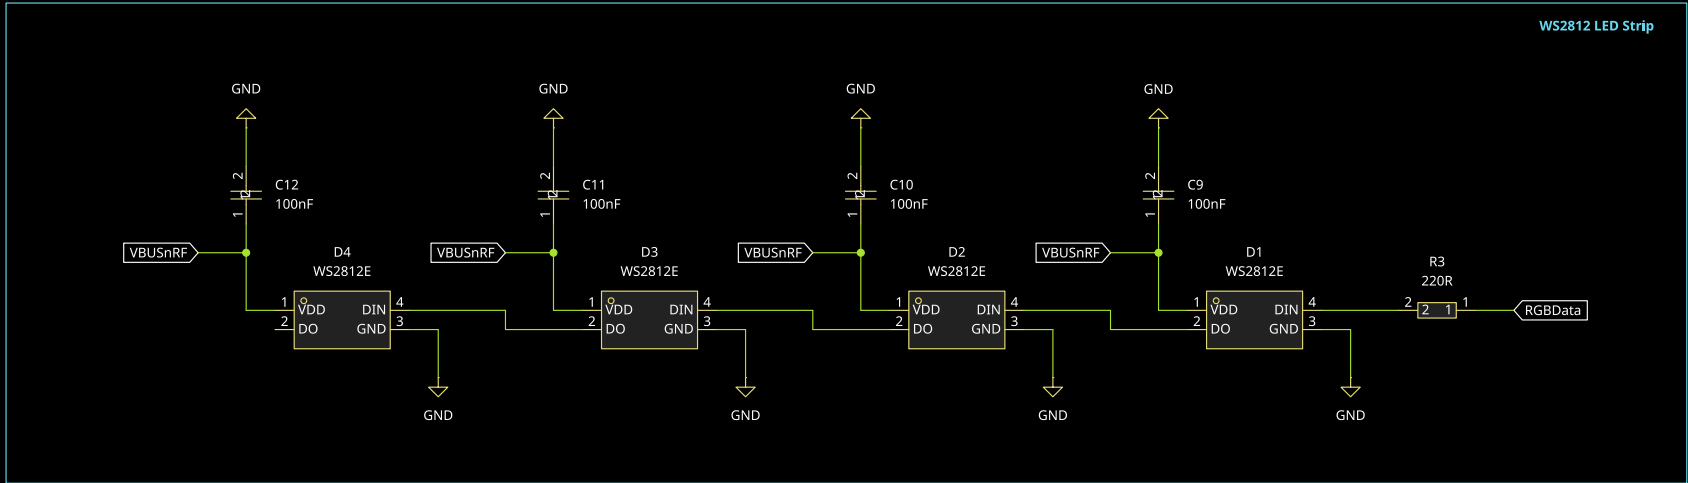 WS2812 LED Strip
GND
GND
GND
GND
2
2
2
2
C12
100nF
C11
100nF
C10
100nF
C9
100nF
1
1
1
1
VBUSnRF
VBUSnRF
VBUSnRF
VBUSnRF
D4
WS2812E
D3
WS2812E
D2
WS2812E
D1
WS2812E
R3
220R
1 VDD DIN 4
2 DO GND 3
1 VDD DIN 4
2 DO GND 3
1 VDD DIN 4
2 DO GND 3
1 VDD DIN 4
2 DO GND 3
2 2 1 1
RGBData
GND
GND
GND
GND